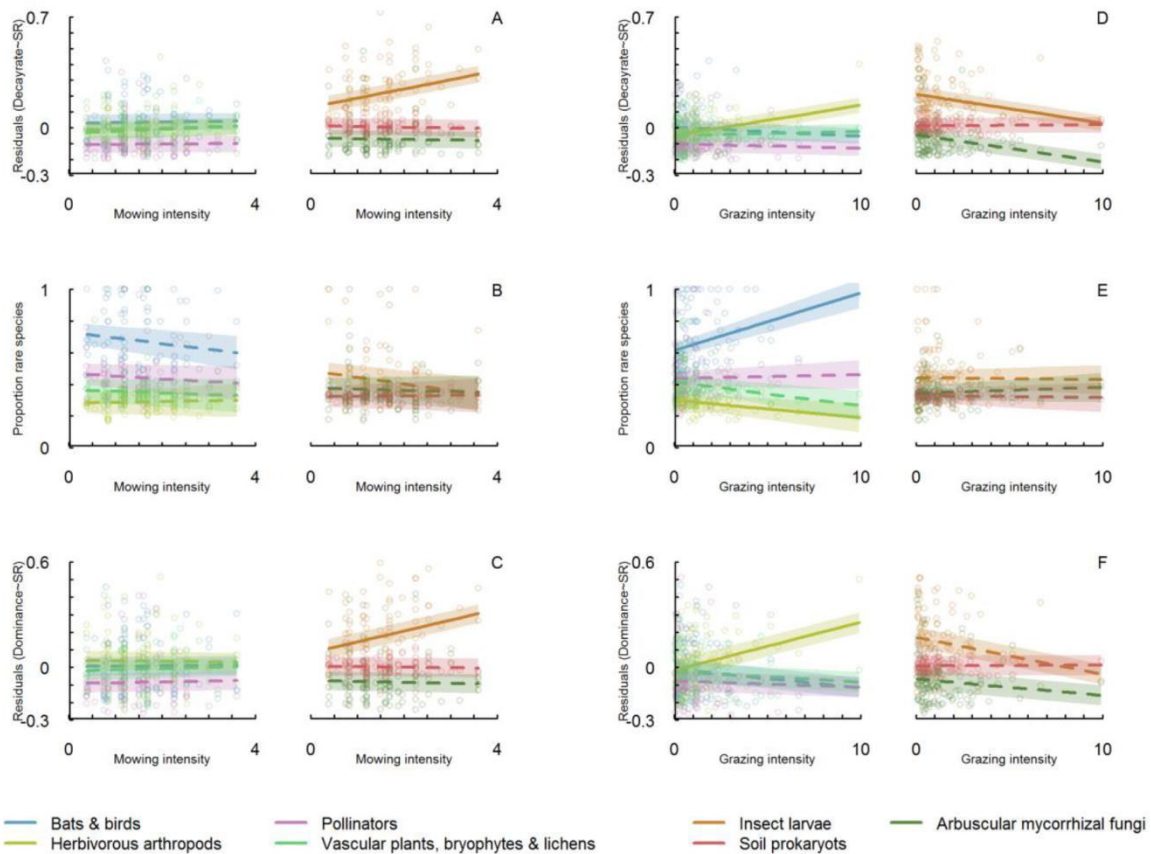 0.7 A D
Residuals (Decayrate~SR) Residuals (Decayrate~SR)
0 0
-0.3 -0.3
0 4 0 4 0 10 0 10
Mowing intensity Mowing intensity Grazing intensity Grazing intensity
1 B 1 E
Proportion rare species Proportion rare species
0 0
0 4 0 4 0 10 0 10
Mowing intensity Mowing intensity Grazing intensity Grazing intensity
0.6 C 0.6 F
Residuals (Dominance~SR) Residuals (Dominance~SR)
0 0
-0.3 -0.3
0 4 0 4 0 10 0 10
Mowing intensity Mowing intensity Grazing intensity Grazing intensity
Bats & birds Pollinators Insect larvae Arbuscular mycorrhizal fungi
Herbivorous arthropods Vascular plants, bryophytes & lichens Soil prokaryots